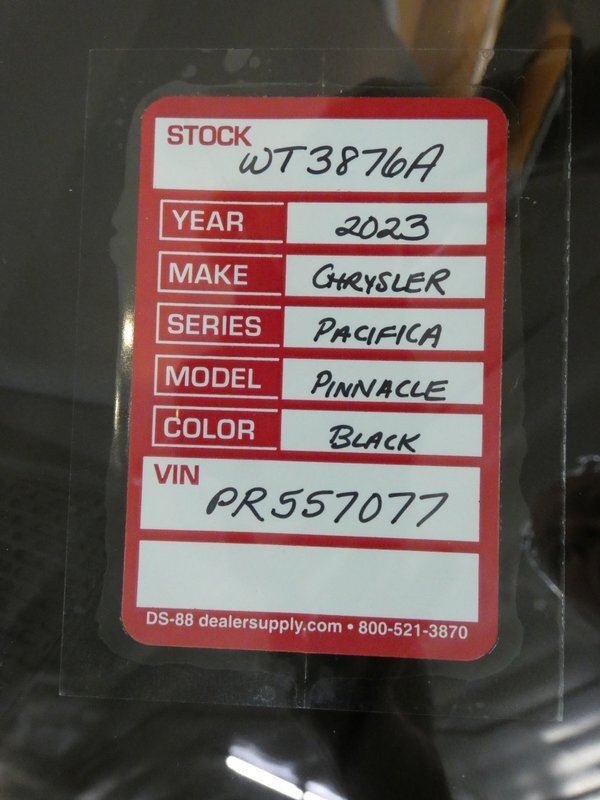 STOCK WT3876A
YEAR 2023
MAKE CHRYSLER
SERIES PACIFICA
MODEL PINNACLE
COLOR BLACK
VIN PR557077
DS-88 dealersupply.com • 800-521-3870